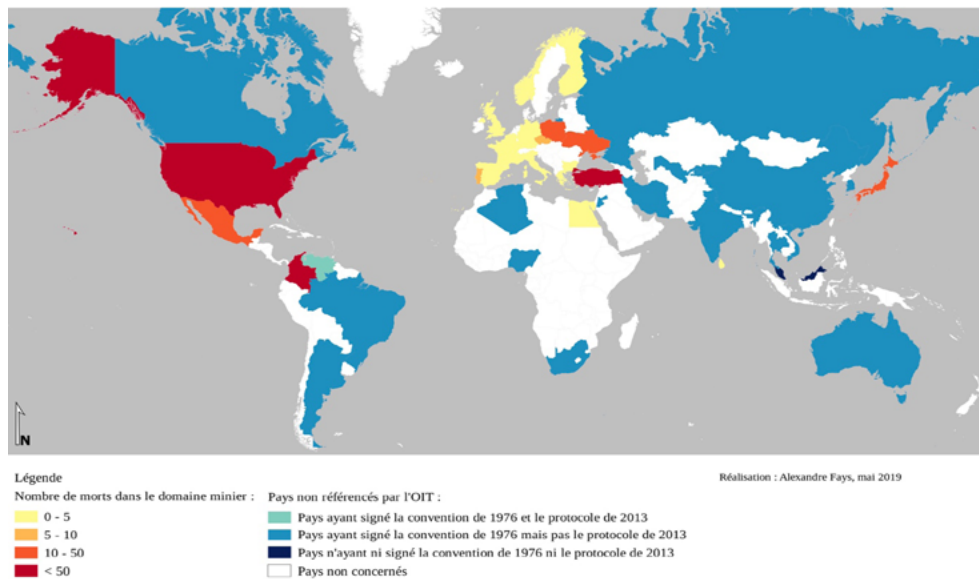 N
Légende
Réalisation : Alexandre Fays, mai 2019
Nombre de morts dans le domaine minier :
0 - 5
5 - 10
10 - 50
< 50
Pays non référencés par l'OIT :
Pays ayant signé la convention de 1976 et le protocole de 2013
Pays ayant signé la convention de 1976 mais pas le protocole de 2013
Pays n'ayant ni signé la convention de 1976 ni le protocole de 2013
Pays non concernés